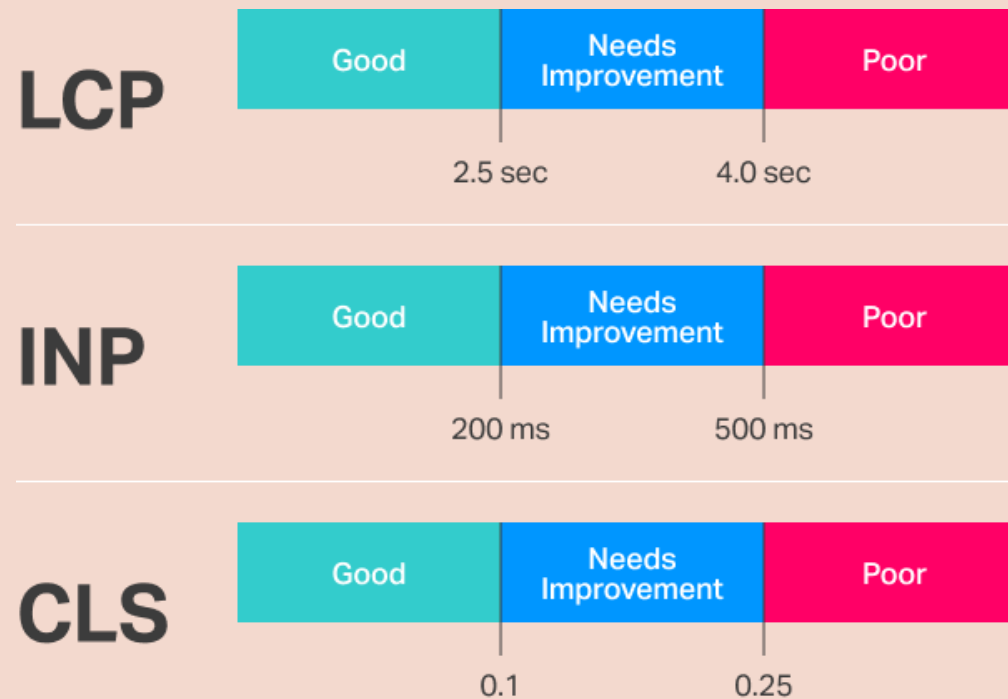 LCP
Good
Needs
Improvement
Poor
2.5 sec
4.0 sec
INP
Good
Needs
Improvement
Poor
200 ms
500 ms
CLS
Good
Needs
Improvement
Poor
0.1
0.25